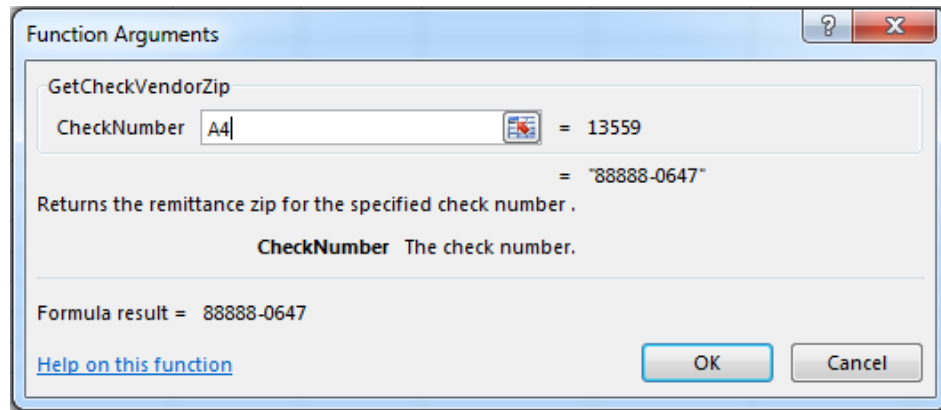 Function Arguments
GetCheckVendorZip
CheckNumber A4 = 13559
= "88888-0647"
Returns the remittance zip for the specified check number .
CheckNumber The check number.
Formula result = 88888-0647
Help on this function OK Cancel